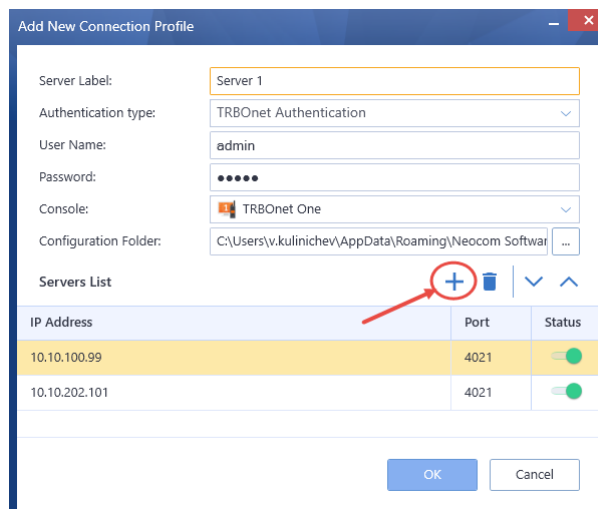 Add New Connection Profile
Server Label: Server 1
Authentication type: TRBOnet Authentication
User Name: admin
Password: ●●●●●
Console: TRBOnet One
Configuration Folder: C:\Users\v.kulinichev\AppData\Roaming\Neocom Softwar ...
Servers List
IP Address Port Status
10.10.100.99 4021
10.10.202.101 4021
OK Cancel